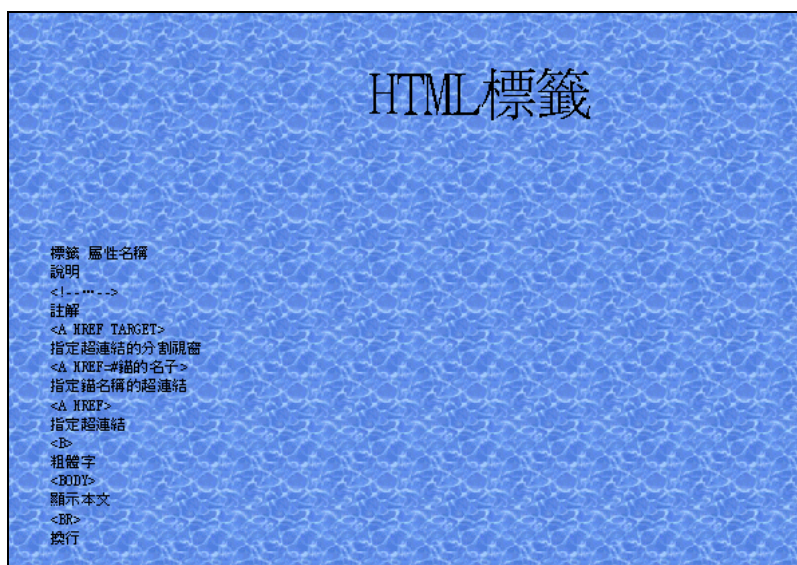 HTML標籤
標籤 屬性名稱
說明
<!--…-->
註解
<A HREF TARGET>
指定超連結的分割視窗
<A HREF=#錨的名子>
指定錨名稱的超連結
<A HREF>
指定超連結
<B>
粗體字
<BODY>
顯示本文
<BR>
換行